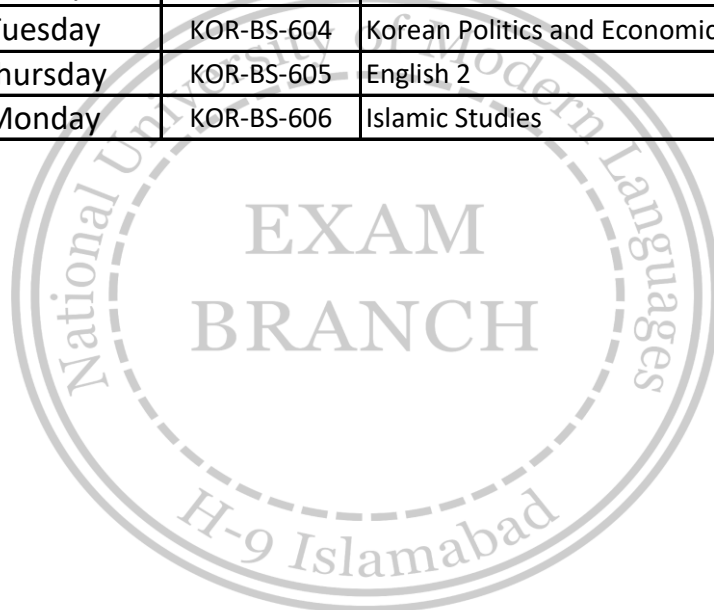 uesday KOR-BS-604 Korean Politics and Economic
hursday KOR-BS-605 English 2
Monday KOR-BS-606 Islamic Studies
National University of Modern Languages
EXAM
BRANCH
H-9 Islamabad